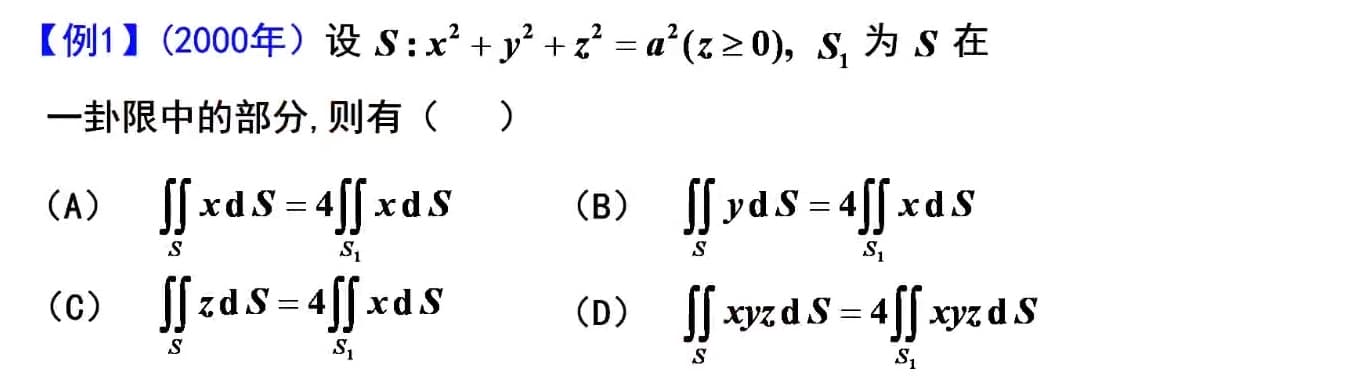 【例1】(2000年) 设 S : x² + y² + z² = a² (z ≥ 0), S₁ 为 S 在
一卦限中的部分,则有 (   )
(A) ∬_S x d S = 4∬_{S₁} x d S (B) ∬_S y d S = 4∬_{S₁} x d S
(C) ∬_S z d S = 4∬_{S₁} x d S (D) ∬_S xyz d S = 4∬_{S₁} xyz d S